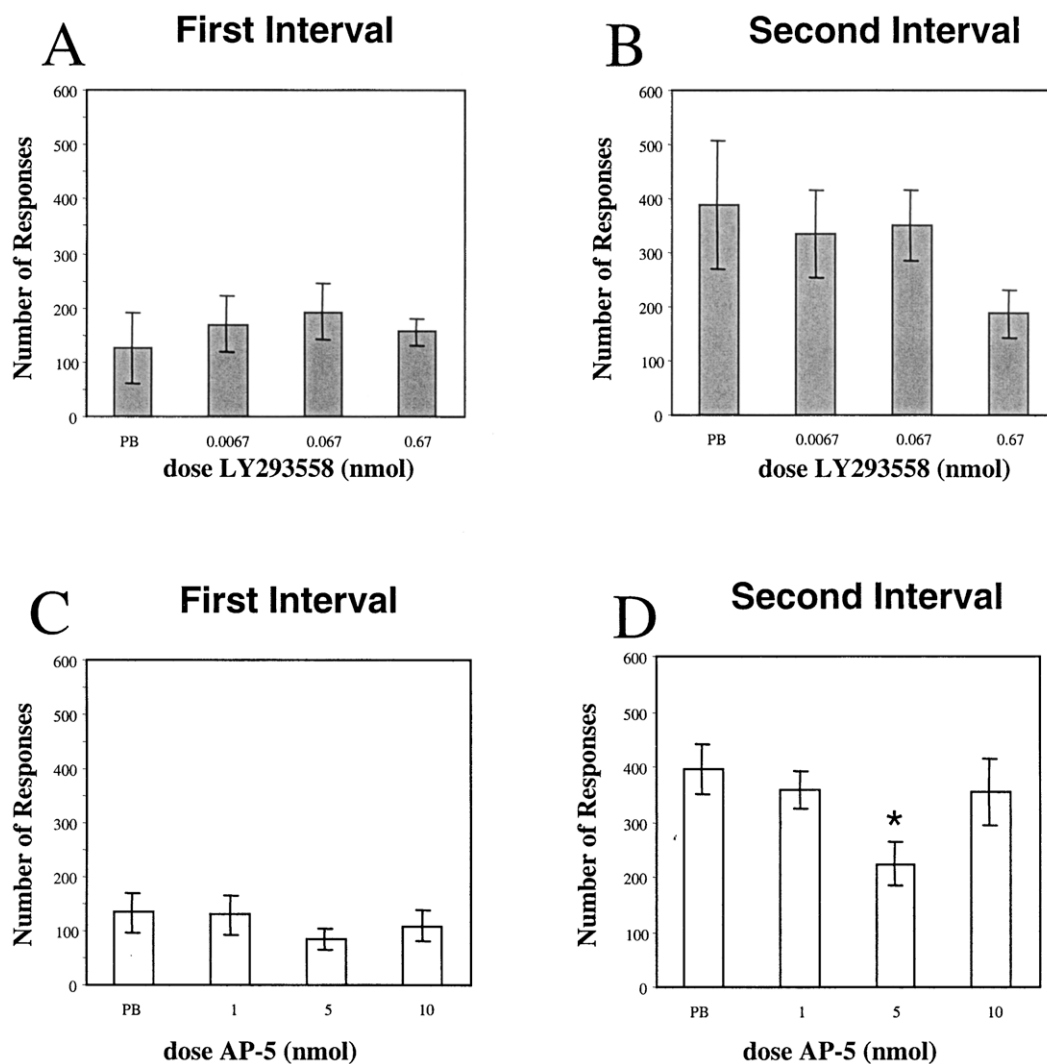 A First Interval
Number of Responses
600
500
400
300
200
100
0
PB 0.0067 0.067 0.67
dose LY293558 (nmol)
B Second Interval
Number of Responses
600
500
400
300
200
100
0
PB 0.0067 0.067 0.67
dose LY293558 (nmol)
C First Interval
Number of Responses
600
500
400
300
200
100
0
PB 1 5 10
dose AP-5 (nmol)
D Second Interval
Number of Responses
600
500
400
300
200
100
0
*
PB 1 5 10
dose AP-5 (nmol)